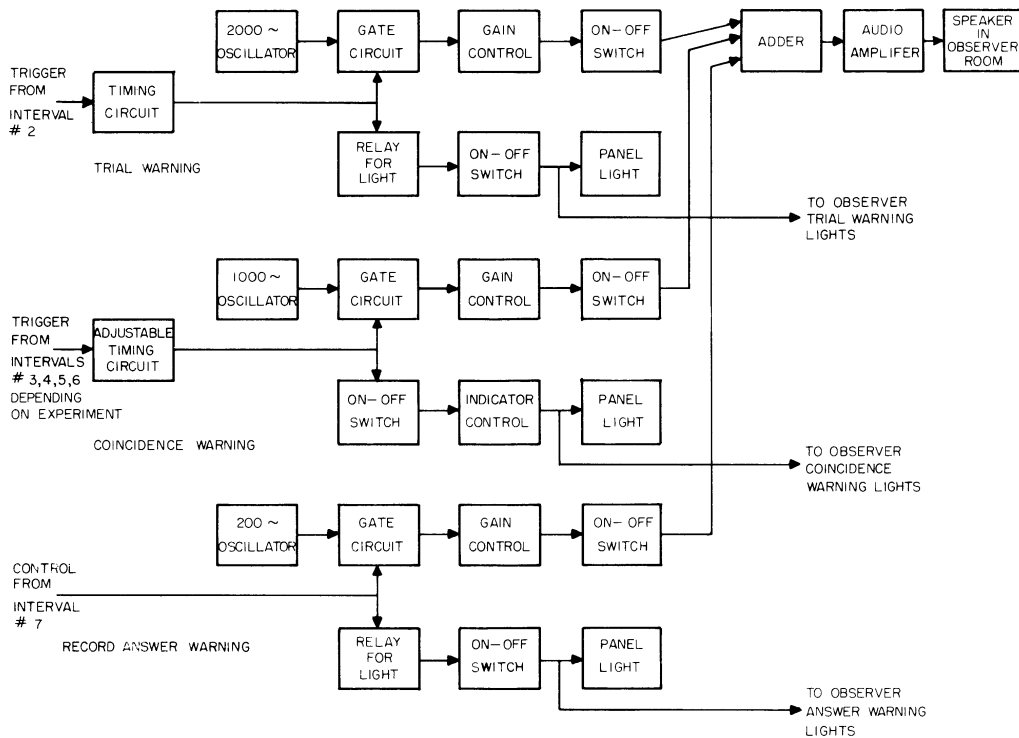 2000~
OSCILLATOR
GATE
CIRCUIT
GAIN
CONTROL
ON-OFF
SWITCH
ADDER
AUDIO
AMPLIFER
SPEAKER
IN
OBSERVER
ROOM
TRIGGER
FROM
INTERVAL
# 2
TIMING
CIRCUIT
TRIAL WARNING
RELAY
FOR
LIGHT
ON-OFF
SWITCH
PANEL
LIGHT
TO OBSERVER
TRIAL WARNING
LIGHTS
1000~
OSCILLATOR
GATE
CIRCUIT
GAIN
CONTROL
ON-OFF
SWITCH
TRIGGER
FROM
INTERVALS
# 3,4,5,6
DEPENDING
ON EXPERIMENT
ADJUSTABLE
TIMING
CIRCUIT
COINCIDENCE WARNING
ON-OFF
SWITCH
INDICATOR
CONTROL
PANEL
LIGHT
TO OBSERVER
COINCIDENCE
WARNING LIGHTS
200~
OSCILLATOR
GATE
CIRCUIT
GAIN
CONTROL
ON-OFF
SWITCH
CONTROL
FROM
INTERVAL
# 7
RECORD ANSWER WARNING
RELAY
FOR
LIGHT
ON-OFF
SWITCH
PANEL
LIGHT
TO OBSERVER
ANSWER WARNING
LIGHTS